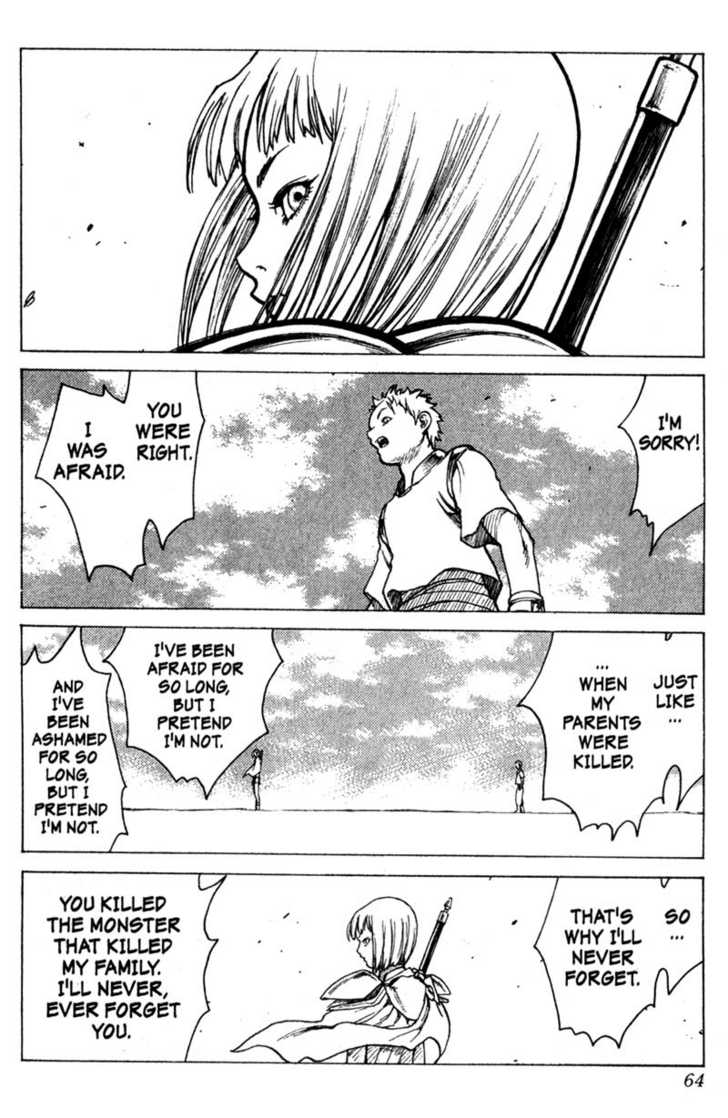 I'M
SORRY!
YOU
WERE
RIGHT.
I
WAS
AFRAID.
JUST
LIKE
...
...
WHEN
MY
PARENTS
WERE
KILLED.
I'VE BEEN
AFRAID FOR
SO LONG,
BUT I
PRETEND
I'M NOT.
AND
I'VE
BEEN
ASHAMED
FOR SO
LONG,
BUT I
PRETEND
I'M NOT.
SO
...
THAT'S
WHY I'LL
NEVER
FORGET.
YOU KILLED
THE MONSTER
THAT KILLED
MY FAMILY.
I'LL NEVER,
EVER FORGET
YOU.
64